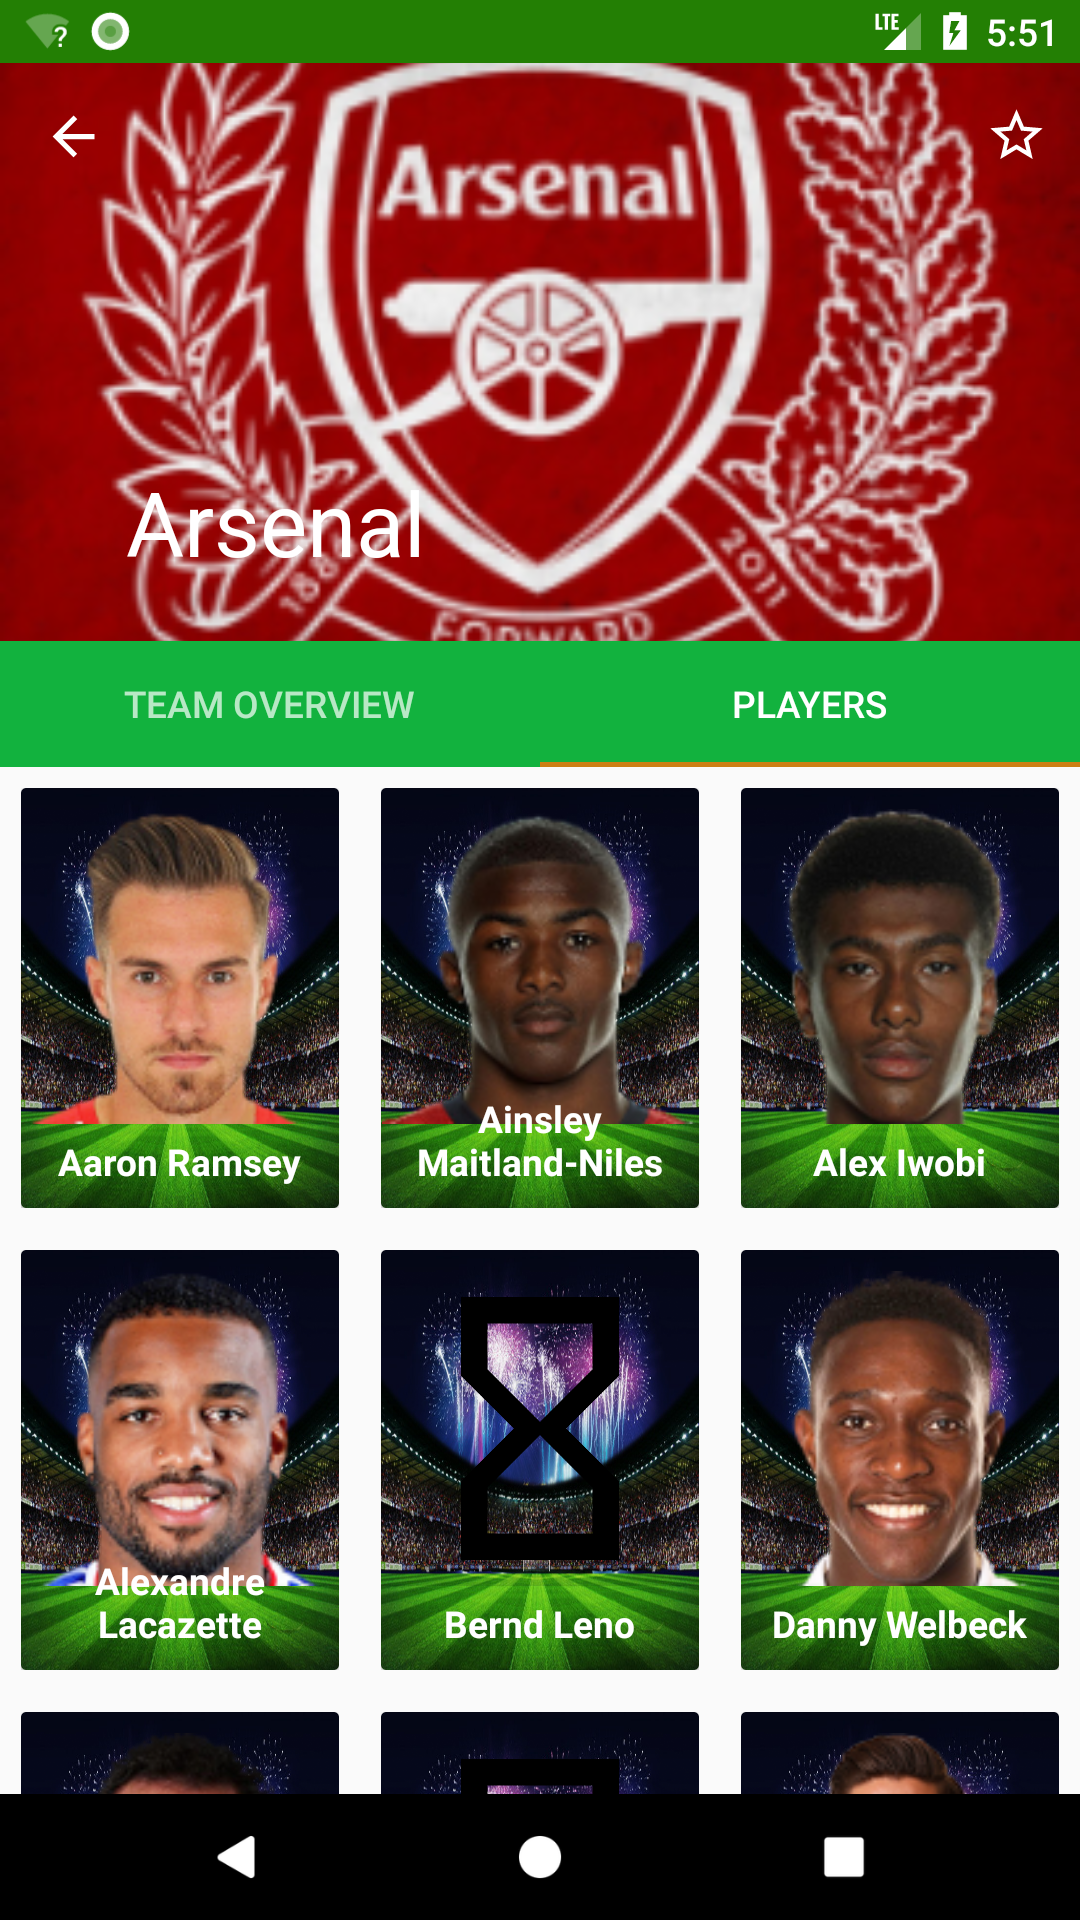 LTE
5:51
Arsenal
Arsenal
2011
FORWARD
TEAM OVERVIEW
PLAYERS
Aaron Ramsey
Ainsley
Maitland-Niles
Alex Iwobi
Alexandre
Lacazette
Bernd Leno
Danny Welbeck